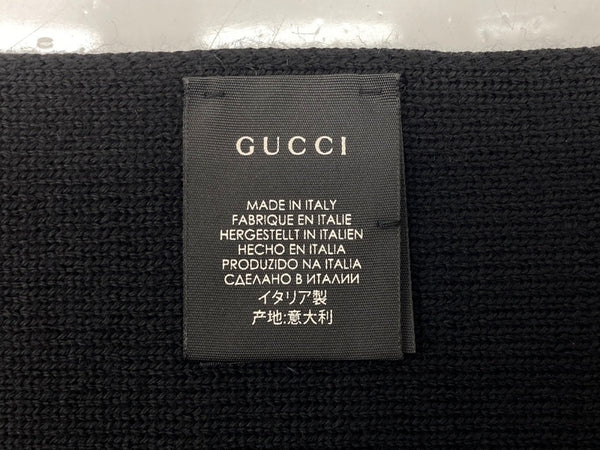 GUCCI
MADE IN ITALY
FABRIQUE EN ITALIE
HERGESTELLT IN ITALIEN
HECHO EN ITALIA
PRODUZIDO NA ITALIA
СДЕЛАНО В ИТАЛИИ
イタリア製
产地:意大利